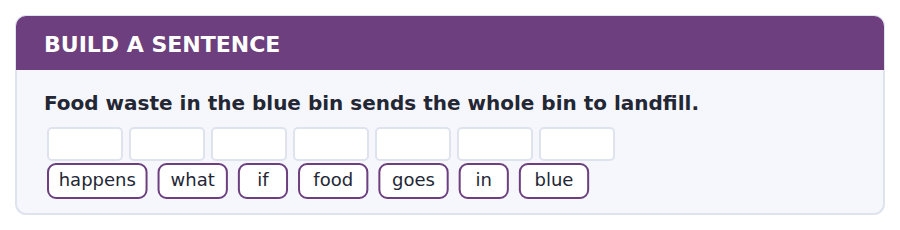 BUILD A SENTENCE
Food waste in the blue bin sends the whole bin to landfill.
happens what if food goes in blue